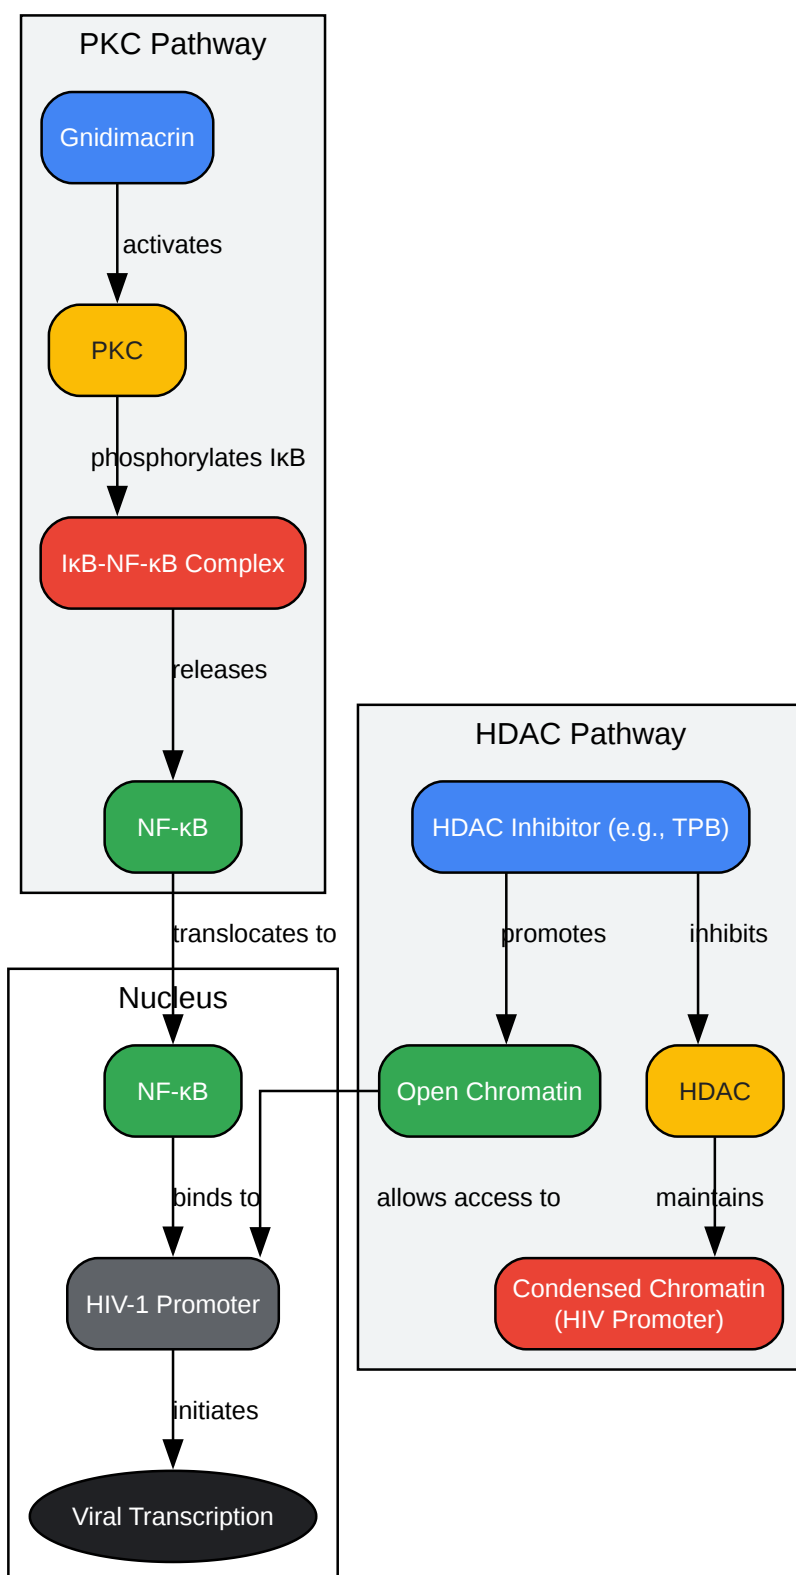 PKC Pathway
Gnidimacrin
activates
PKC
phosphorylates IκB
IκB-NF-κB Complex
releases
NF-κB
translocates to
HDAC Pathway
HDAC Inhibitor (e.g., TPB)
promotes
inhibits
Open Chromatin
HDAC
allows access to
maintains
Condensed Chromatin
(HIV Promoter)
Nucleus
NF-κB
binds to
HIV-1 Promoter
initiates
Viral Transcription